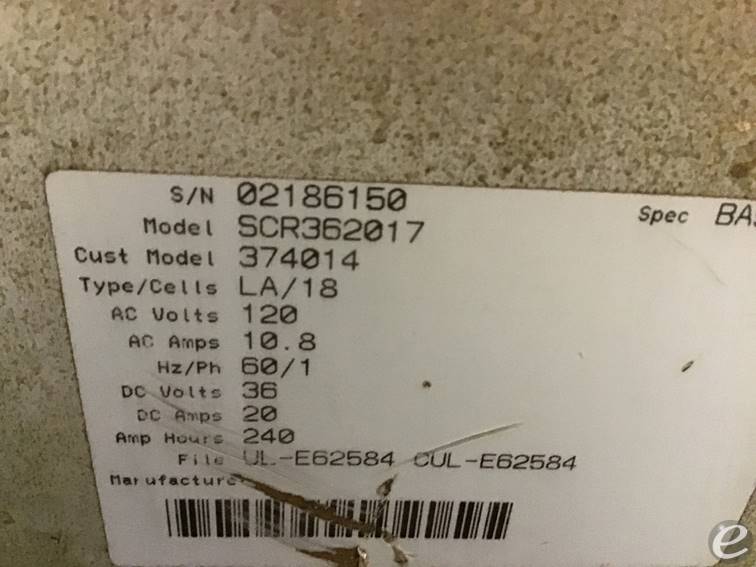 S/N 02186150
Model SCR362017 Spec
Cust Model 374014
Type/Cells LA/18
AC Volts 120
AC Amps 10.8
Hz/Ph 60/1
DC Volts 36
DC Amps 20
Amp Hours 240
File UL-E62584 CUL-E62584
e